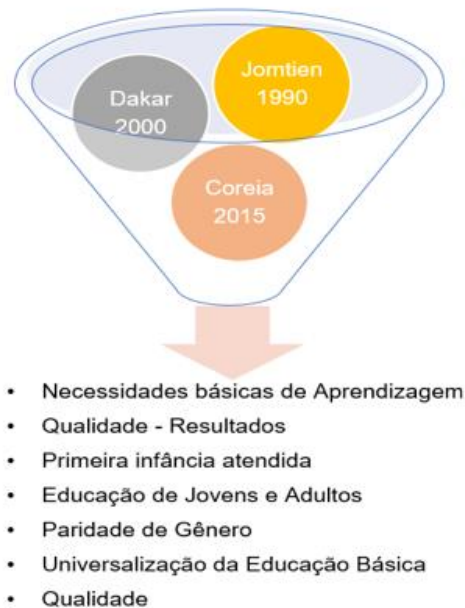 Jomtien
1990
Dakar
2000
Coreia
2015
• Necessidades básicas de Aprendizagem
• Qualidade - Resultados
• Primeira infância atendida
• Educação de Jovens e Adultos
• Paridade de Gênero
• Universalização da Educação Básica
• Qualidade